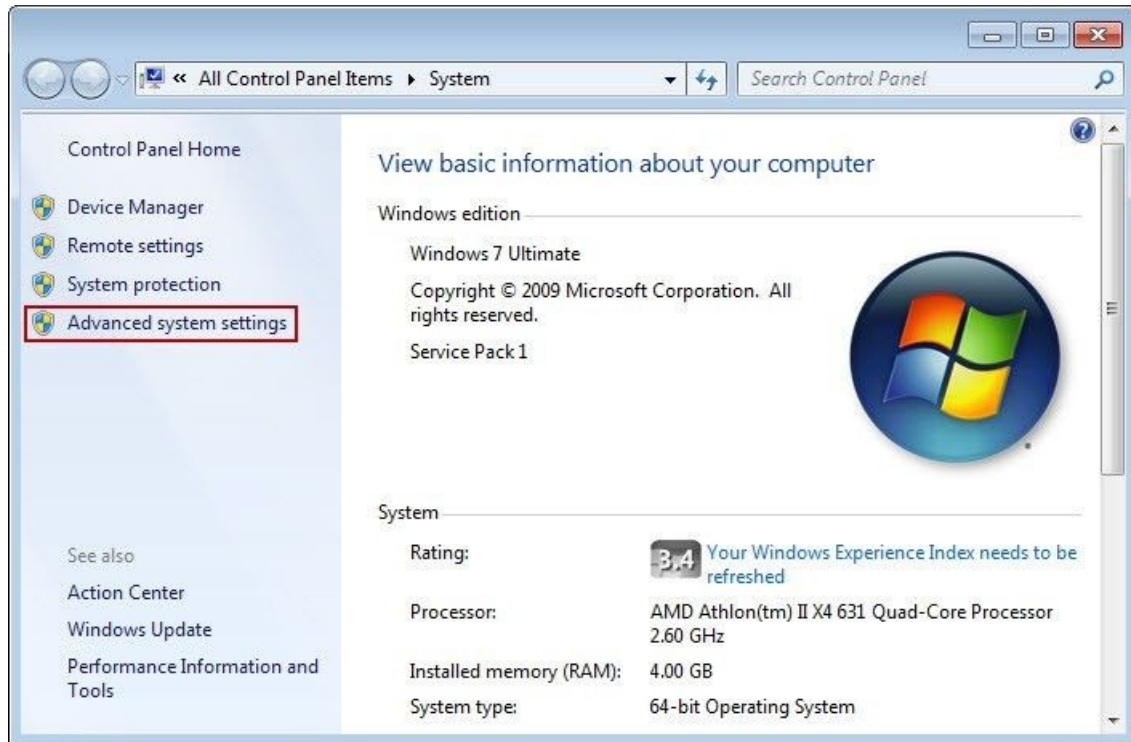 « All Control Panel Items ▸ System
Search Control Panel
Control Panel Home
Device Manager
Remote settings
System protection
Advanced system settings
See also
Action Center
Windows Update
Performance Information and
Tools
View basic information about your computer
Windows edition
Windows 7 Ultimate
Copyright © 2009 Microsoft Corporation. All
rights reserved.
Service Pack 1
System
Rating:
3.4 Your Windows Experience Index needs to be
refreshed
Processor:
AMD Athlon(tm) II X4 631 Quad-Core Processor
2.60 GHz
Installed memory (RAM):
4.00 GB
System type:
64-bit Operating System